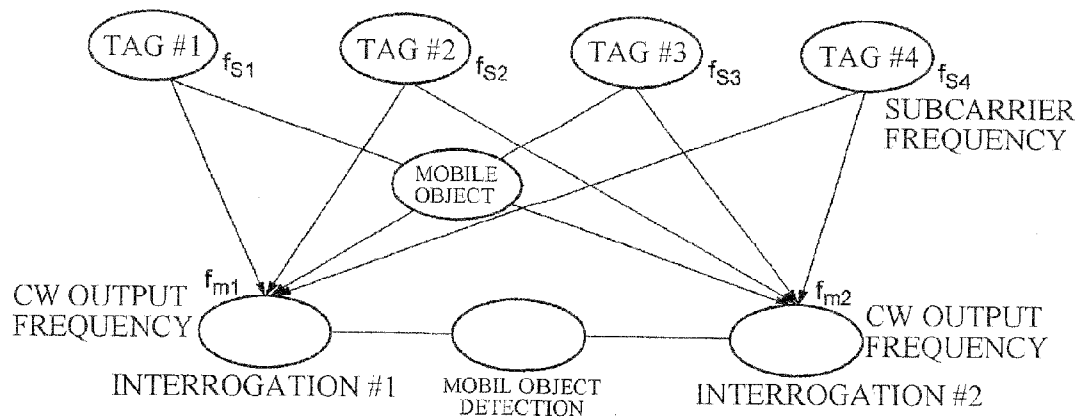 TAG #1
fS1
TAG #2
fS2
TAG #3
fS3
TAG #4
fS4
SUBCARRIER
FREQUENCY
MOBILE
OBJECT
fm1
CW OUTPUT
FREQUENCY
fm2
CW OUTPUT
FREQUENCY
INTERROGATION #1
MOBIL OBJECT
DETECTION
INTERROGATION #2